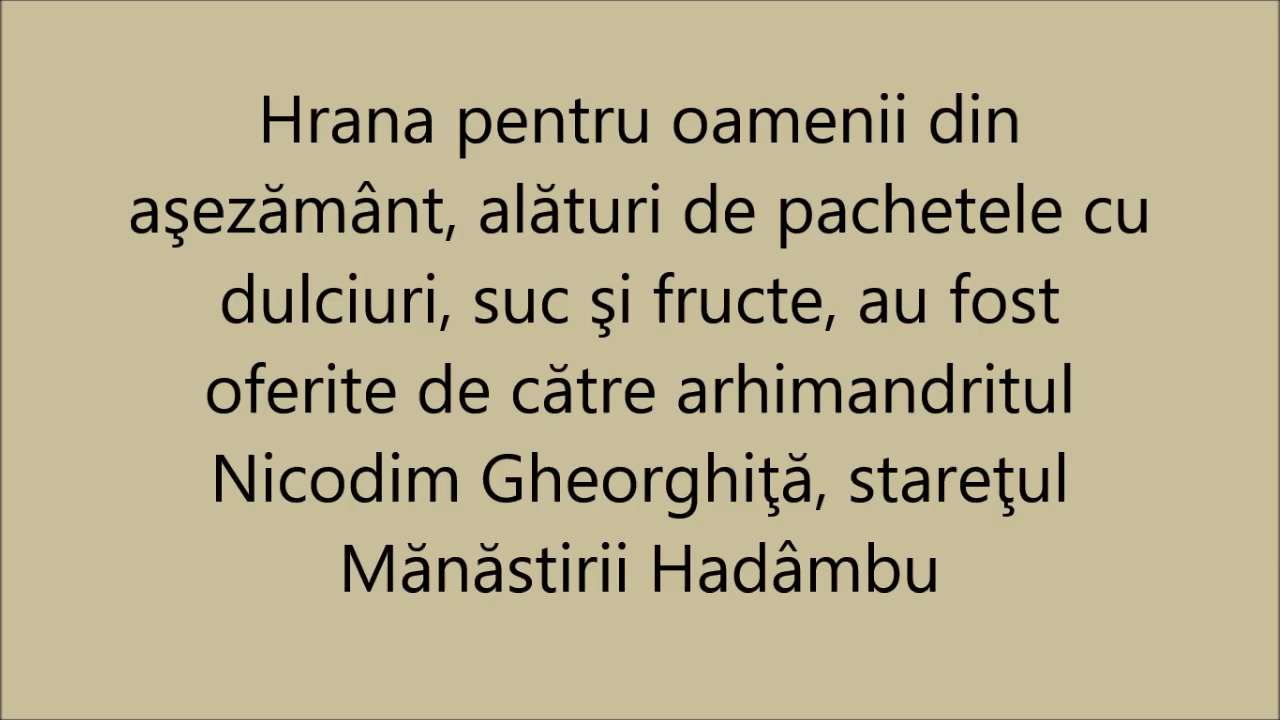 Hrana pentru oamenii din
aşezământ, alături de pachetele cu
dulciuri, suc şi fructe, au fost
oferite de către arhimandritul
Nicodim Gheorghiţă, stareţul
Mănăstirii Hadâmbu